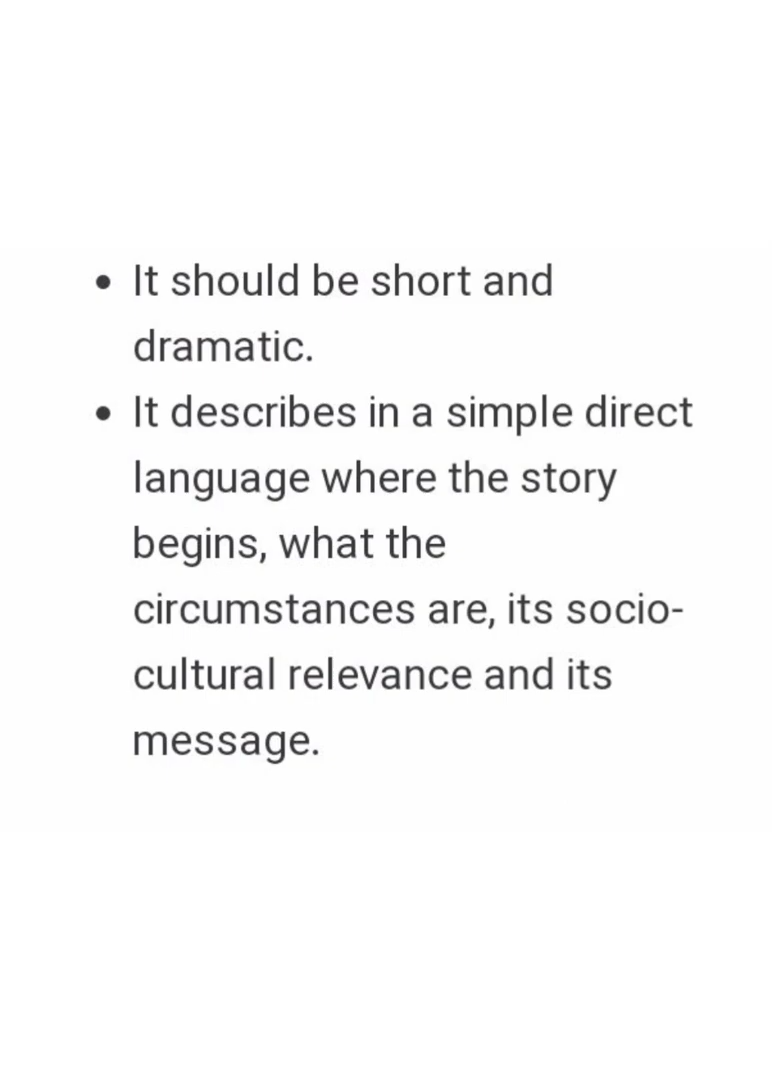 • It should be short and
dramatic.
• It describes in a simple direct
language where the story
begins, what the
circumstances are, its socio-
cultural relevance and its
message.